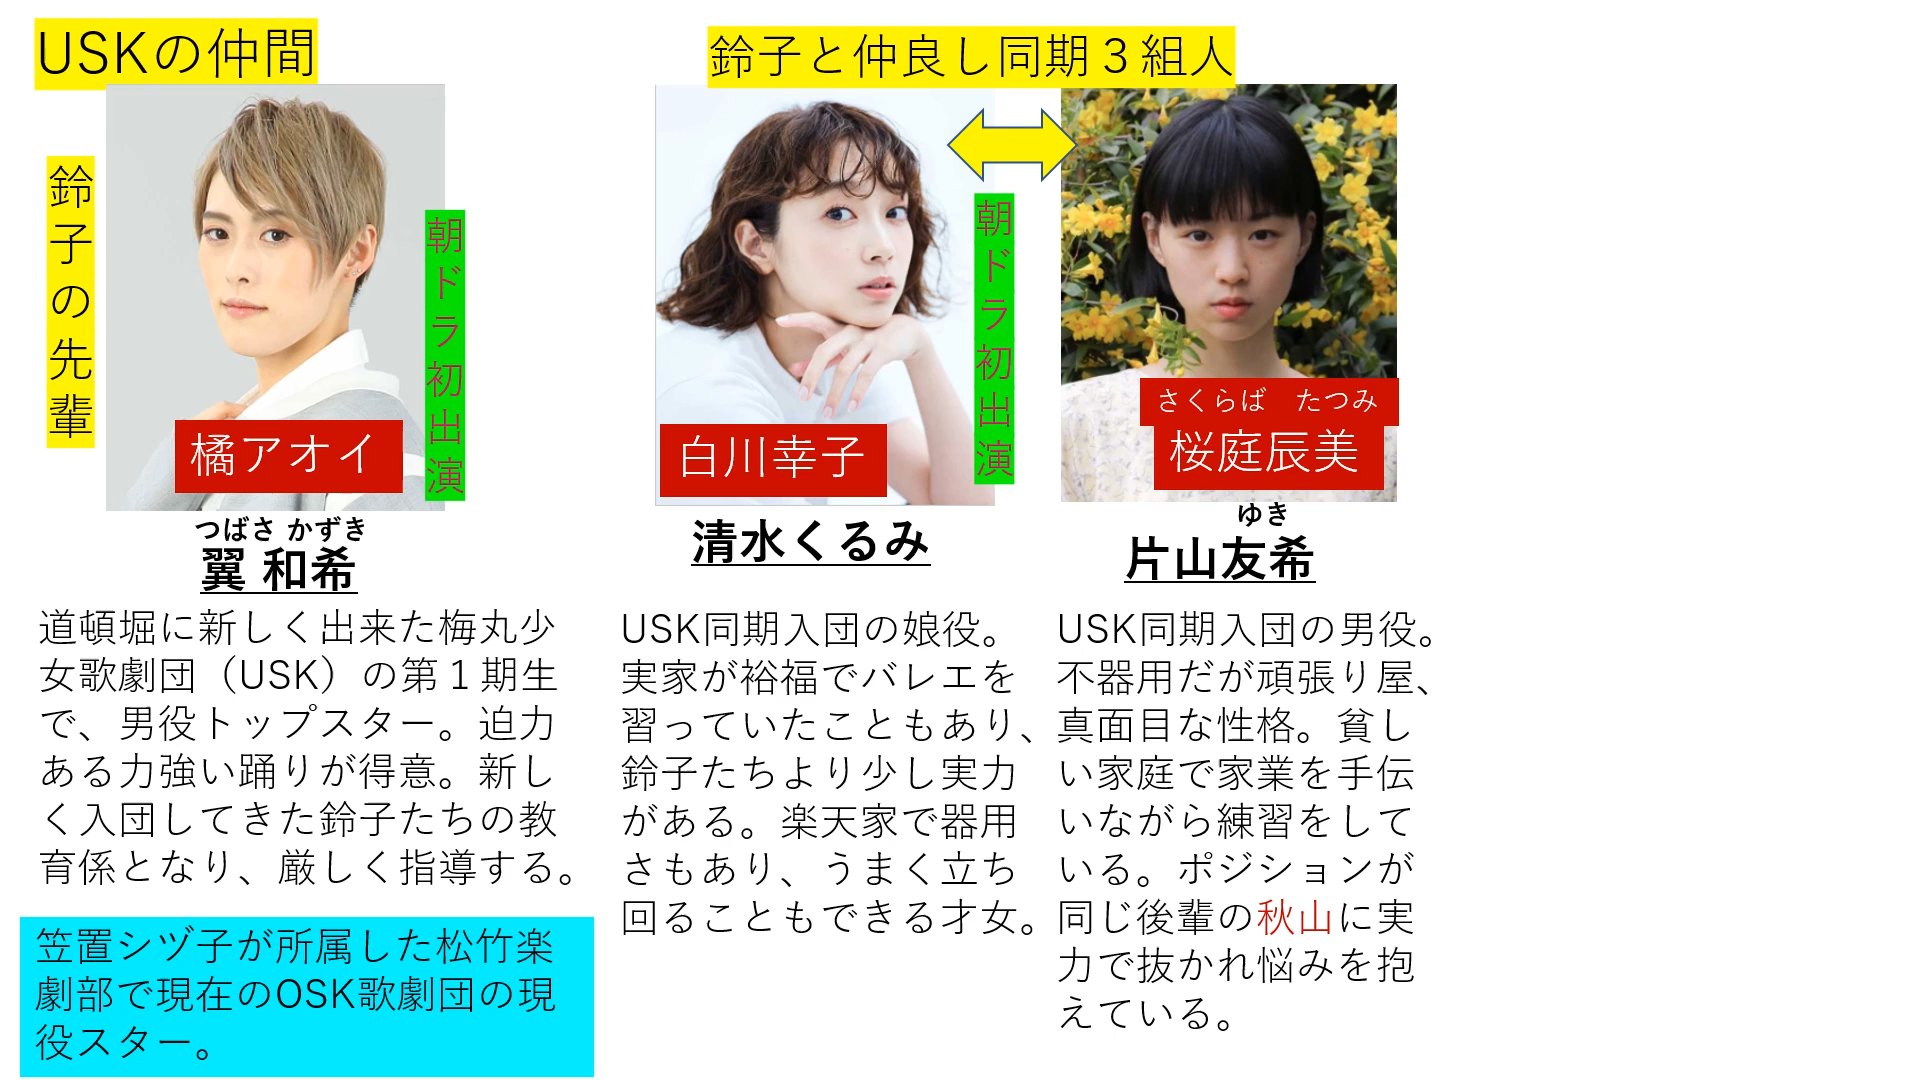 USKの仲間
鈴子の先輩
朝ドラ初出演
橘アオイ
つばさ かずき
翼 和希
道頓堀に新しく出来た梅丸少
女歌劇団（USK）の第１期生
で、男役トップスター。迫力
ある力強い踊りが得意。新し
く入団してきた鈴子たちの教
育係となり、厳しく指導する。
笠置シヅ子が所属した松竹楽
劇部で現在のOSK歌劇団の現
役スター。
鈴子と仲良し同期３組人
朝ドラ初出演
白川幸子
清水くるみ
USK同期入団の娘役。
実家が裕福でバレエを
習っていたこともあり、
鈴子たちより少し実力
がある。楽天家で器用
さもあり、うまく立ち
回ることもできる才女。
さくらば　たつみ
桜庭辰美
ゆき
片山友希
USK同期入団の男役。
不器用だが頑張り屋、
真面目な性格。貧し
い家庭で家業を手伝
いながら練習をして
いる。ポジションが
同じ後輩の秋山に実
力で抜かれ悩みを抱
えている。